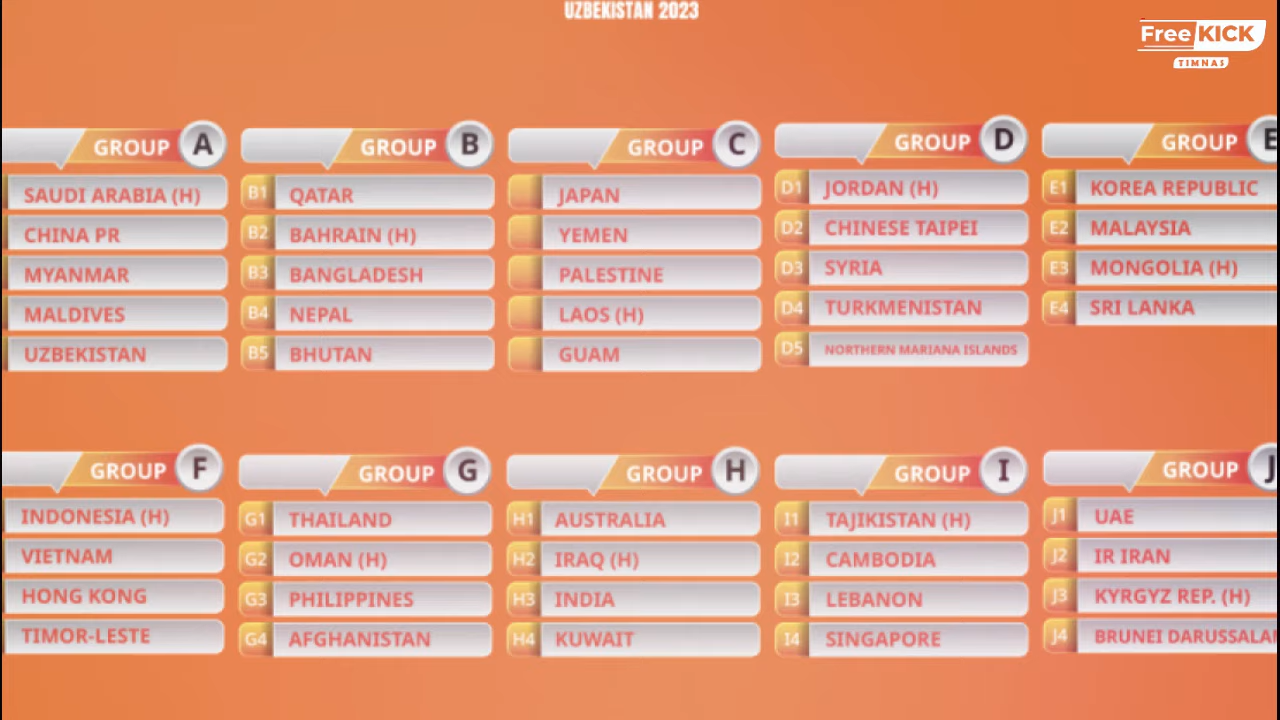 UZBEKISTAN 2023
Free KICK
TIMNAS
GROUP A
SAUDI ARABIA (H)
CHINA PR
MYANMAR
MALDIVES
UZBEKISTAN
GROUP B
B1 QATAR
B2 BAHRAIN (H)
B3 BANGLADESH
B4 NEPAL
B5 BHUTAN
GROUP C
JAPAN
YEMEN
PALESTINE
LAOS (H)
GUAM
GROUP D
D1 JORDAN (H)
D2 CHINESE TAIPEI
D3 SYRIA
D4 TURKMENISTAN
D5 NORTHERN MARIANA ISLANDS
GROUP E
E1 KOREA REPUBLIC
E2 MALAYSIA
E3 MONGOLIA (H)
E4 SRI LANKA
GROUP F
INDONESIA (H)
VIETNAM
HONG KONG
TIMOR-LESTE
GROUP G
G1 THAILAND
G2 OMAN (H)
G3 PHILIPPINES
G4 AFGHANISTAN
GROUP H
H1 AUSTRALIA
H2 IRAQ (H)
H3 INDIA
H4 KUWAIT
GROUP I
I1 TAJIKISTAN (H)
I2 CAMBODIA
I3 LEBANON
I4 SINGAPORE
GROUP J
J1 UAE
J2 IR IRAN
J3 KYRGYZ REP. (H)
J4 BRUNEI DARUSSALA